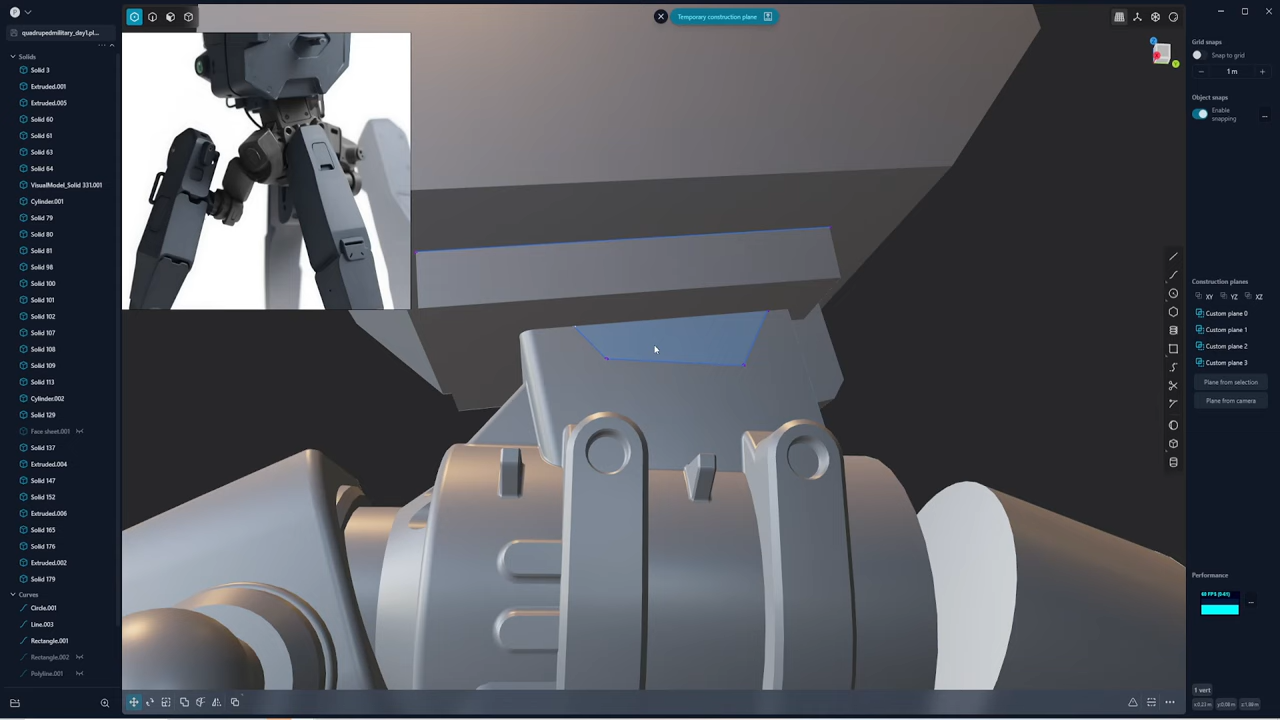 P
Temporary construction plane
quadrupedmilitary_day1.pl...
Solids
Solid 3
Extruded.001
Extruded.005
Solid 60
Solid 61
Solid 63
Solid 64
VisualModel_Solid 331.001
Cylinder.001
Solid 79
Solid 80
Solid 81
Solid 98
Solid 100
Solid 101
Solid 102
Solid 107
Solid 108
Solid 109
Solid 113
Cylinder.002
Solid 129
Face sheet.001
Solid 137
Extruded.004
Solid 147
Solid 152
Extruded.006
Solid 165
Solid 176
Extruded.002
Solid 179
Curves
Circle.001
Line.003
Rectangle.001
Rectangle.002
Polyline.001
Grid snaps
Snap to grid
1 m
Object snaps
Enable
snapping
Construction planes
XY YZ XZ
Custom plane 0
Custom plane 1
Custom plane 2
Custom plane 3
Plane from selection
Plane from camera
Performance
1 vert